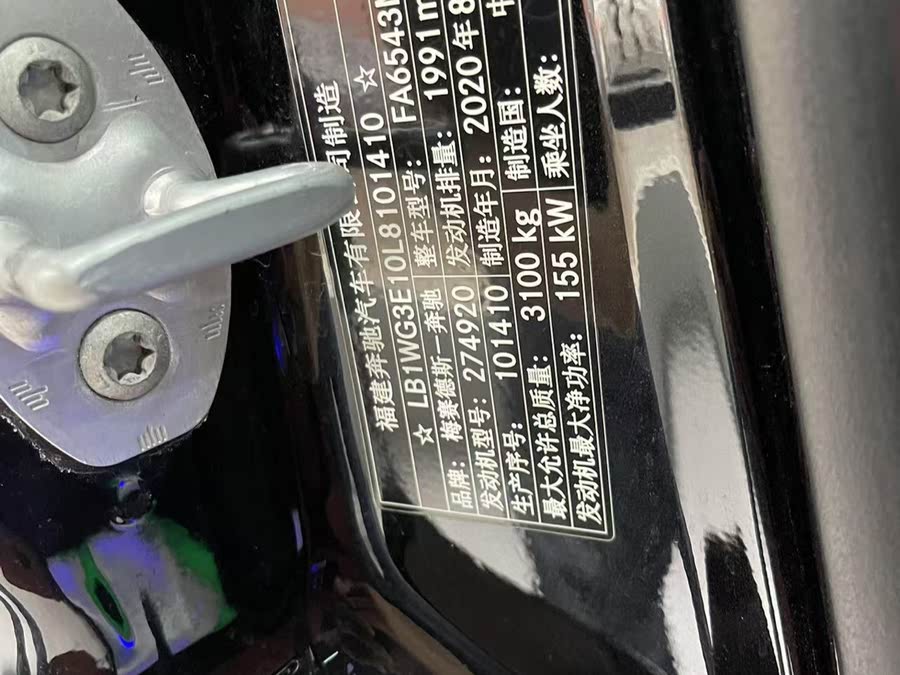 福建奔驰汽车有限 司制造
☆ LB1WG3E10L8101410 ☆
品牌: 梅赛德斯—奔驰 整车型号: FA6543
发动机型号: 274920 发动机排量: 1991 m
生产序号: 101410 制造年月: 2020年8
最大允许总质量: 3100 kg 制造国: 中
发动机最大净功率: 155 kW 乘坐人数: